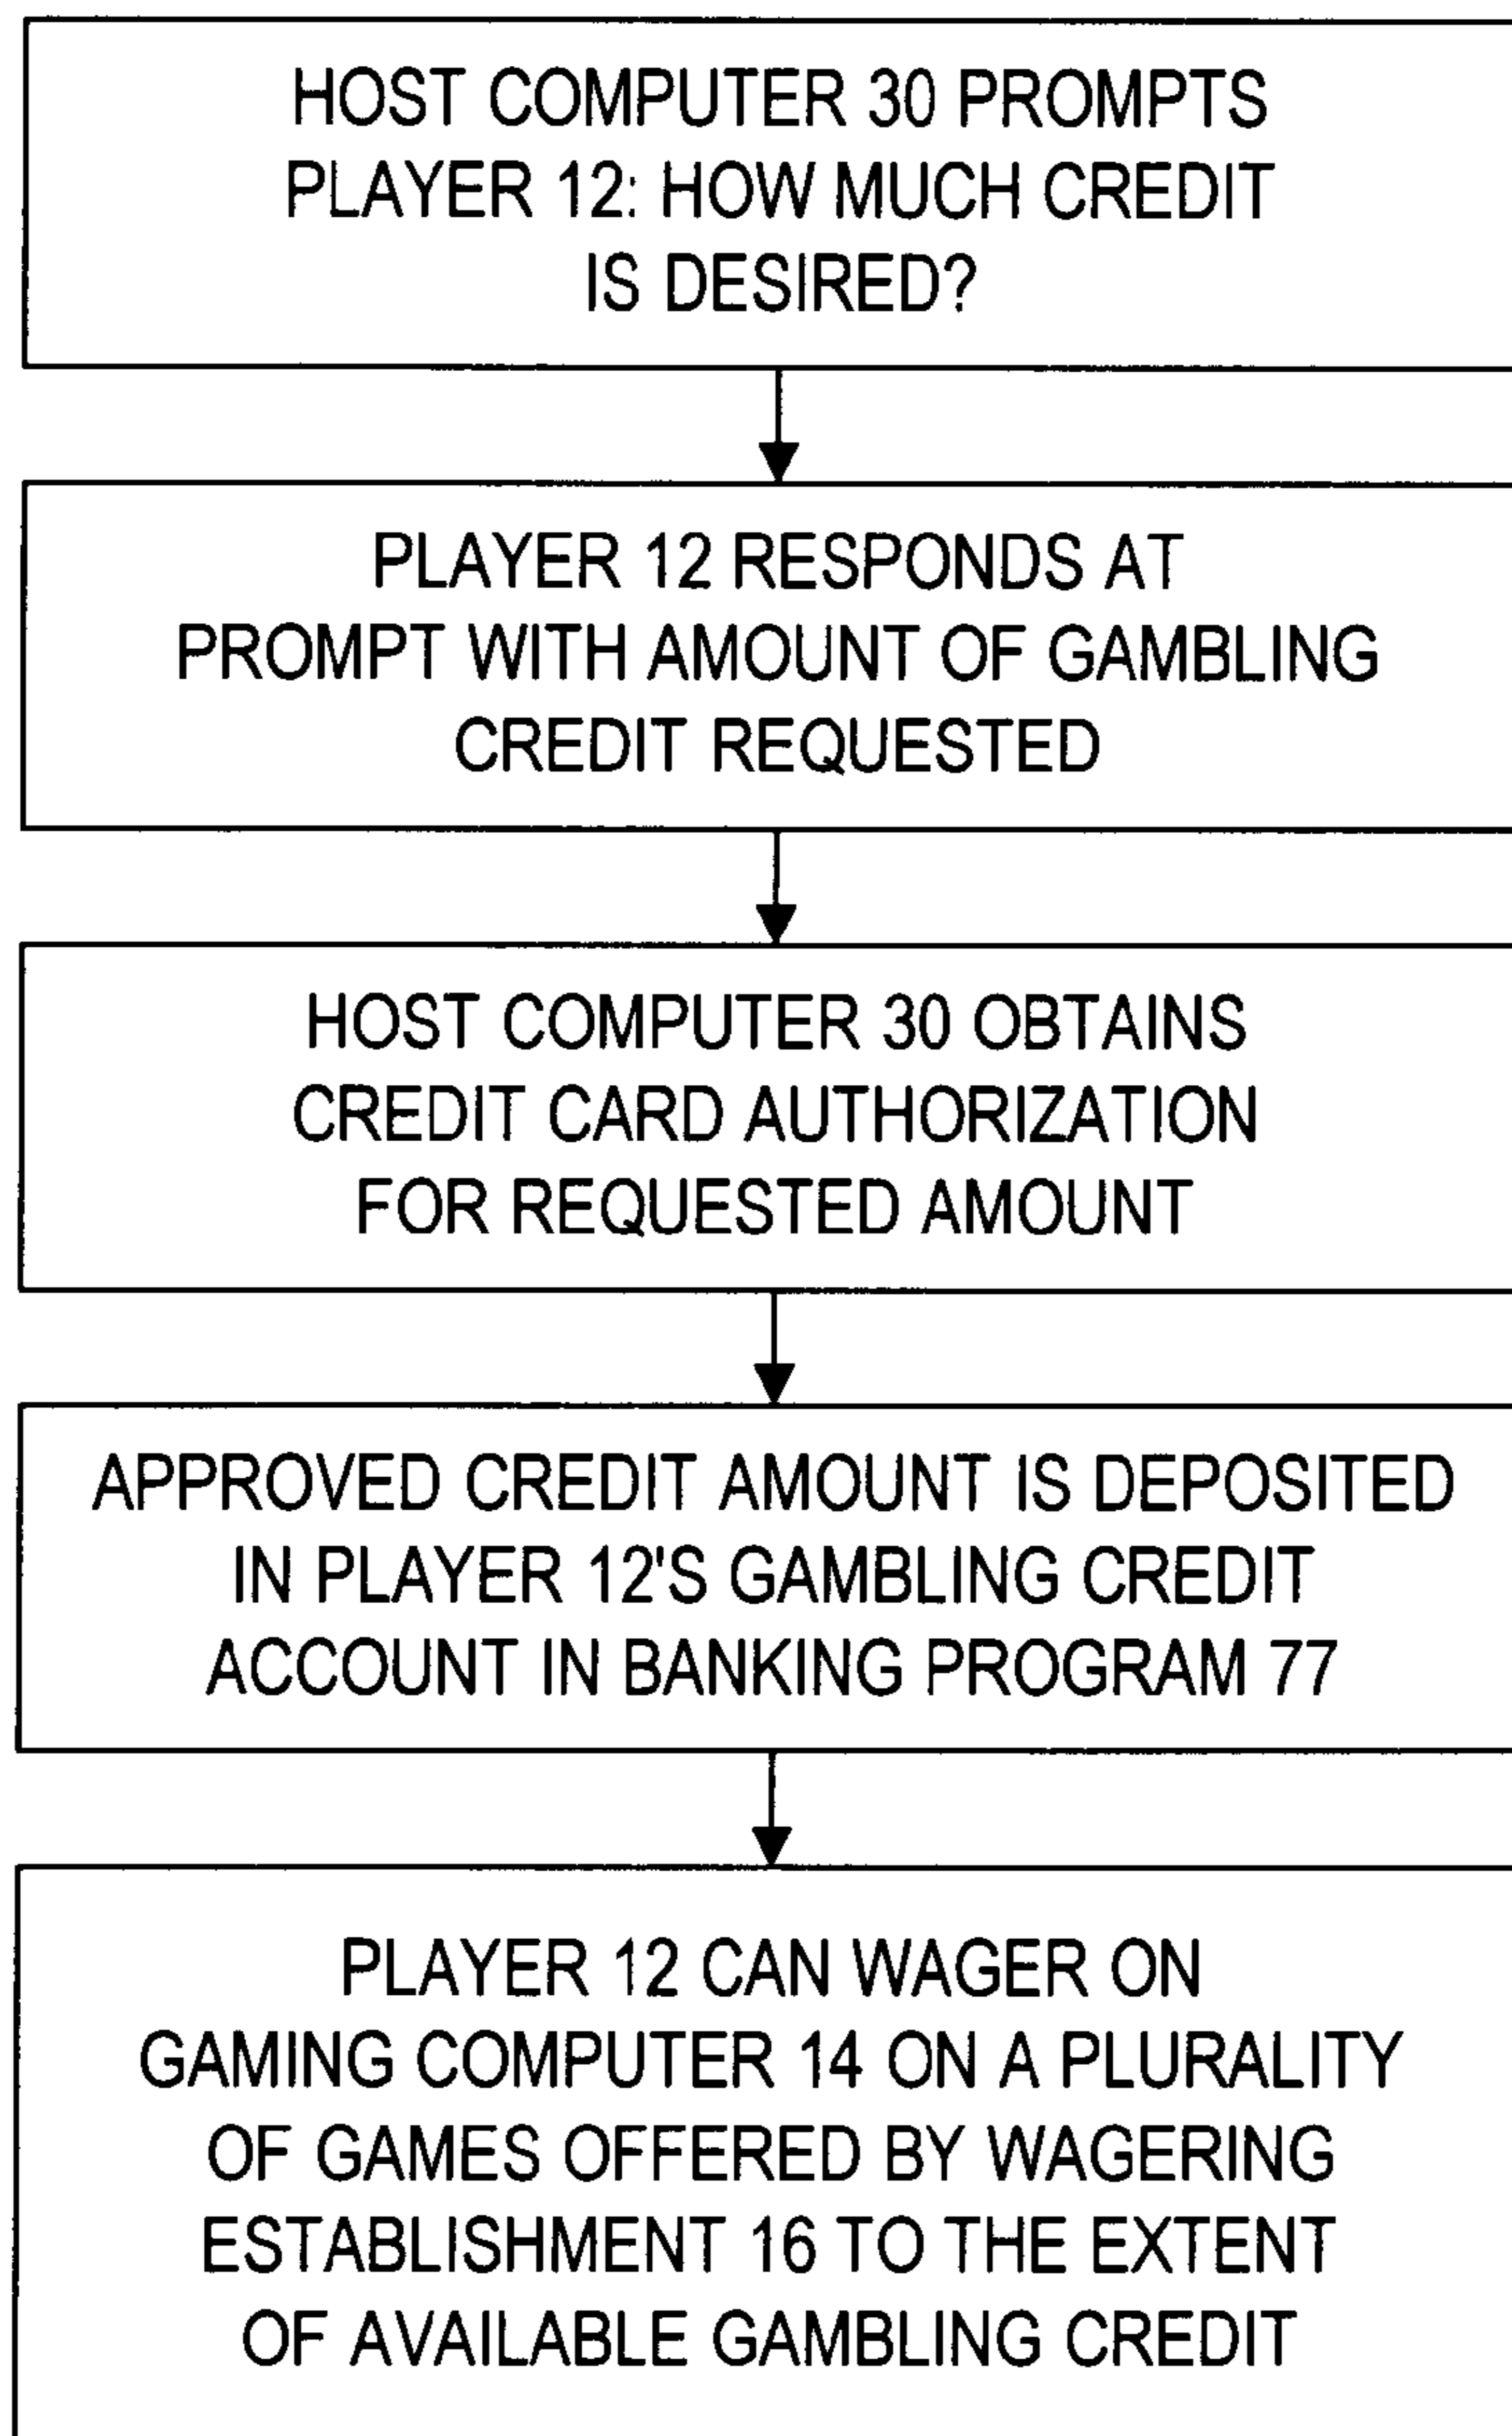 HOST COMPUTER 30 PROMPTS
PLAYER 12: HOW MUCH CREDIT
IS DESIRED?
PLAYER 12 RESPONDS AT
PROMPT WITH AMOUNT OF GAMBLING
CREDIT REQUESTED
HOST COMPUTER 30 OBTAINS
CREDIT CARD AUTHORIZATION
FOR REQUESTED AMOUNT
APPROVED CREDIT AMOUNT IS DEPOSITED
IN PLAYER 12'S GAMBLING CREDIT
ACCOUNT IN BANKING PROGRAM 77
PLAYER 12 CAN WAGER ON
GAMING COMPUTER 14 ON A PLURALITY
OF GAMES OFFERED BY WAGERING
ESTABLISHMENT 16 TO THE EXTENT
OF AVAILABLE GAMBLING CREDIT